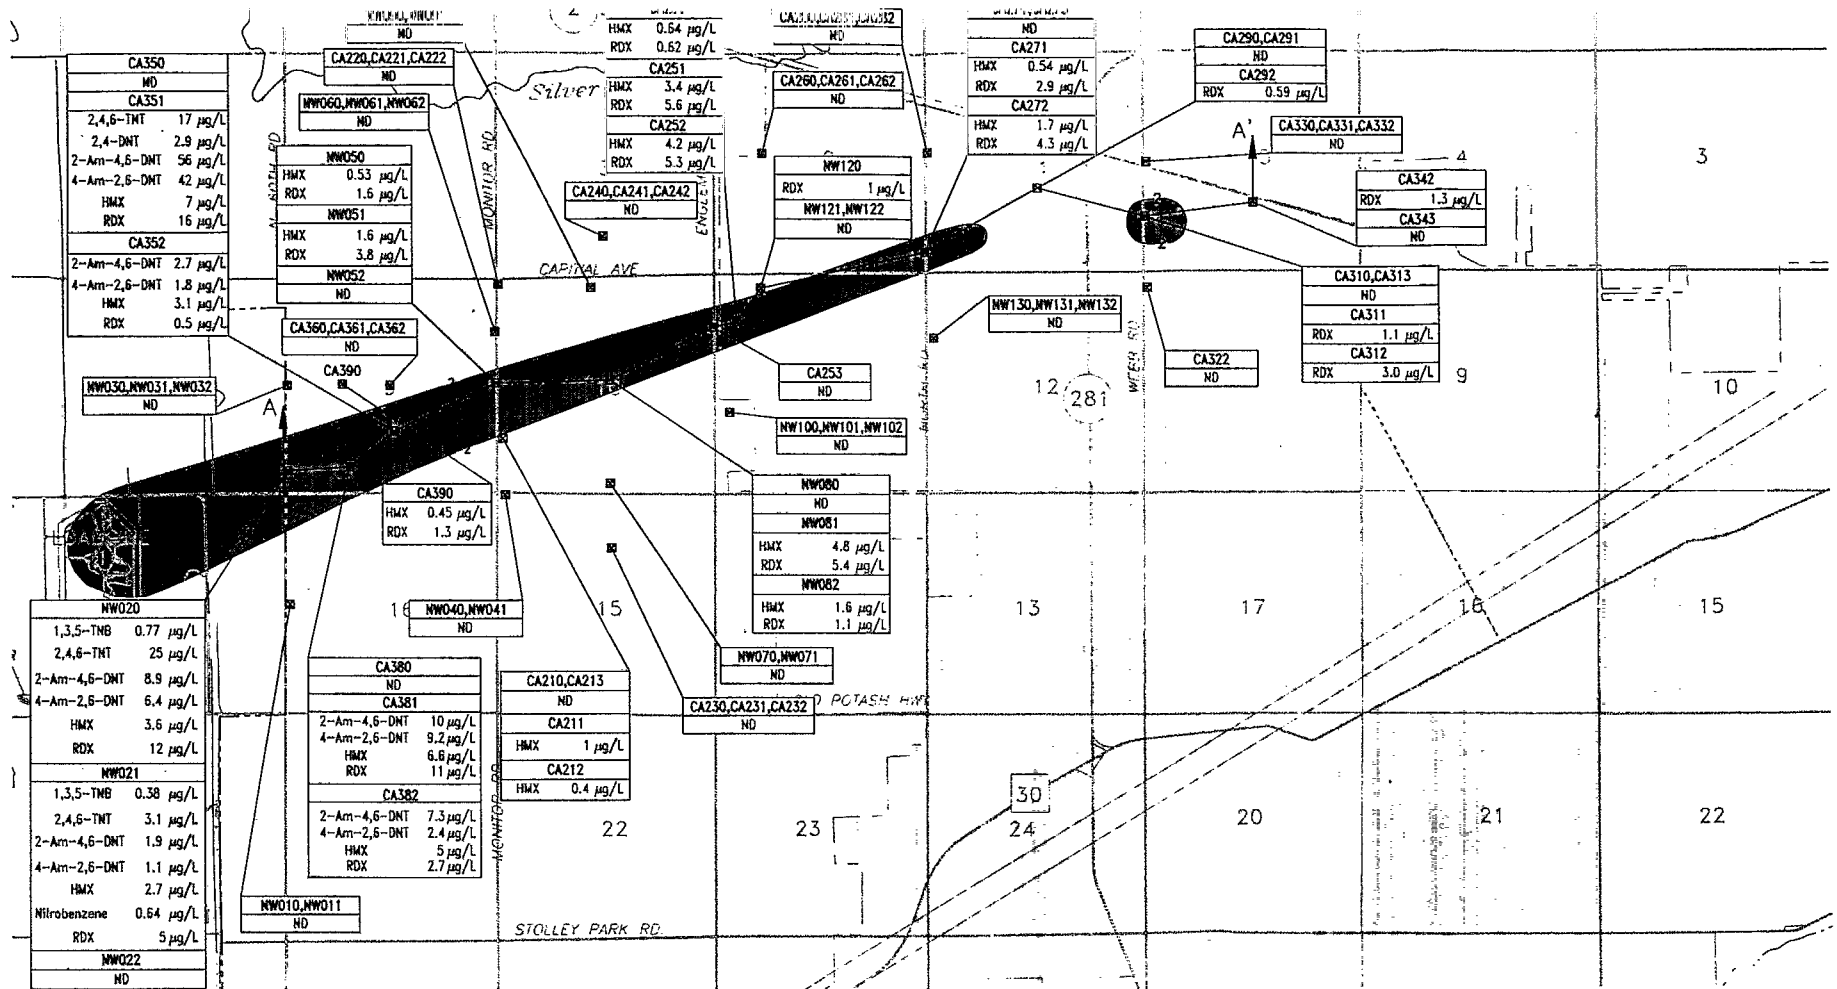 ND
CA220,CA221,CA222
ND
NW060,NW061,NW062
ND
Silver
2
HMX 0.64 µg/L
RDX 0.62 µg/L
CA251
HMX 3.4 µg/L
RDX 5.6 µg/L
CA252
HMX 4.2 µg/L
RDX 5.3 µg/L
ND
CA260,CA261,CA262
ND
ND
CA271
HMX 0.54 µg/L
RDX 2.9 µg/L
CA272
HMX 1.7 µg/L
RDX 4.3 µg/L
CA290,CA291
ND
CA292
RDX 0.59 µg/L
A'
CA330,CA331,CA332
ND
4
3
CA350
ND
CA351
2,4,6-TNT 17 µg/L
2,4-DNT 2.9 µg/L
2-Am-4,6-DNT 56 µg/L
4-Am-2,6-DNT 42 µg/L
HMX 7 µg/L
RDX 16 µg/L
CA352
2-Am-4,6-DNT 2.7 µg/L
4-Am-2,6-DNT 1.8 µg/L
HMX 3.1 µg/L
RDX 0.5 µg/L
NW050
HMX 0.53 µg/L
RDX 1.6 µg/L
NW051
HMX 1.6 µg/L
RDX 3.8 µg/L
NW052
ND
MONITOR RD
CA240,CA241,CA242
ND
NW120
RDX 1 µg/L
NW121,NW122
ND
CA342
RDX 1.3 µg/L
CA343
ND
CAPITAL AVE
CA360,CA361,CA362
ND
CA390
NW030,NW031,NW032
ND
A
NW130,NW131,NW132
ND
CA310,CA313
ND
CA311
RDX 1.1 µg/L
CA312
RDX 3.0 µg/L
9
CA322
ND
WEBB RD
CA253
ND
12
281
10
NW100,NW101,NW102
ND
CA390
HMX 0.45 µg/L
RDX 1.3 µg/L
NW080
ND
NW081
HMX 4.8 µg/L
RDX 5.4 µg/L
NW082
HMX 1.6 µg/L
RDX 1.1 µg/L
NW040,NW041
ND
15
13
17
16
15
NW020
1,3,5-TNB 0.77 µg/L
2,4,6-TNT 25 µg/L
2-Am-4,6-DNT 8.9 µg/L
4-Am-2,6-DNT 6.4 µg/L
HMX 3.6 µg/L
RDX 12 µg/L
NW021
1,3,5-TNB 0.38 µg/L
2,4,6-TNT 3.1 µg/L
2-Am-4,6-DNT 1.9 µg/L
4-Am-2,6-DNT 1.1 µg/L
HMX 2.7 µg/L
Nitrobenzene 0.64 µg/L
RDX 5 µg/L
NW022
ND
CA380
ND
CA381
2-Am-4,6-DNT 10 µg/L
4-Am-2,6-DNT 9.2 µg/L
HMX 6.6 µg/L
RDX 11 µg/L
CA382
2-Am-4,6-DNT 7.3 µg/L
4-Am-2,6-DNT 2.4 µg/L
HMX 5 µg/L
RDX 2.7 µg/L
CA210,CA213
ND
CA211
HMX 1 µg/L
CA212
HMX 0.4 µg/L
NW070,NW071
ND
CA230,CA231,CA232
ND
POTASH HWY
MONITOR RD
22
23
30
24
20
21
22
NW010,NW011
ND
STOLLEY PARK RD.